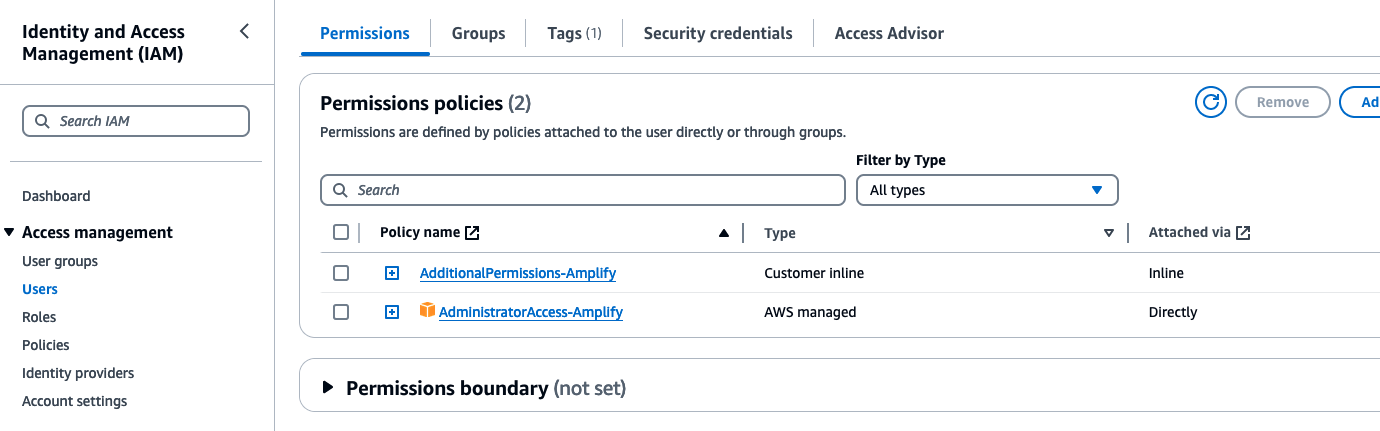 Identity and Access
Management (IAM)
Search IAM
Dashboard
Access management
User groups
Users
Roles
Policies
Identity providers
Account settings
Permissions
Groups
Tags (1)
Security credentials
Access Advisor
Permissions policies (2)
Remove
Permissions are defined by policies attached to the user directly or through groups.
Filter by Type
Search
All types
Policy name
Type
Attached via
AdditionalPermissions-Amplify
Customer inline
Inline
AdministratorAccess-Amplify
AWS managed
Directly
Permissions boundary (not set)